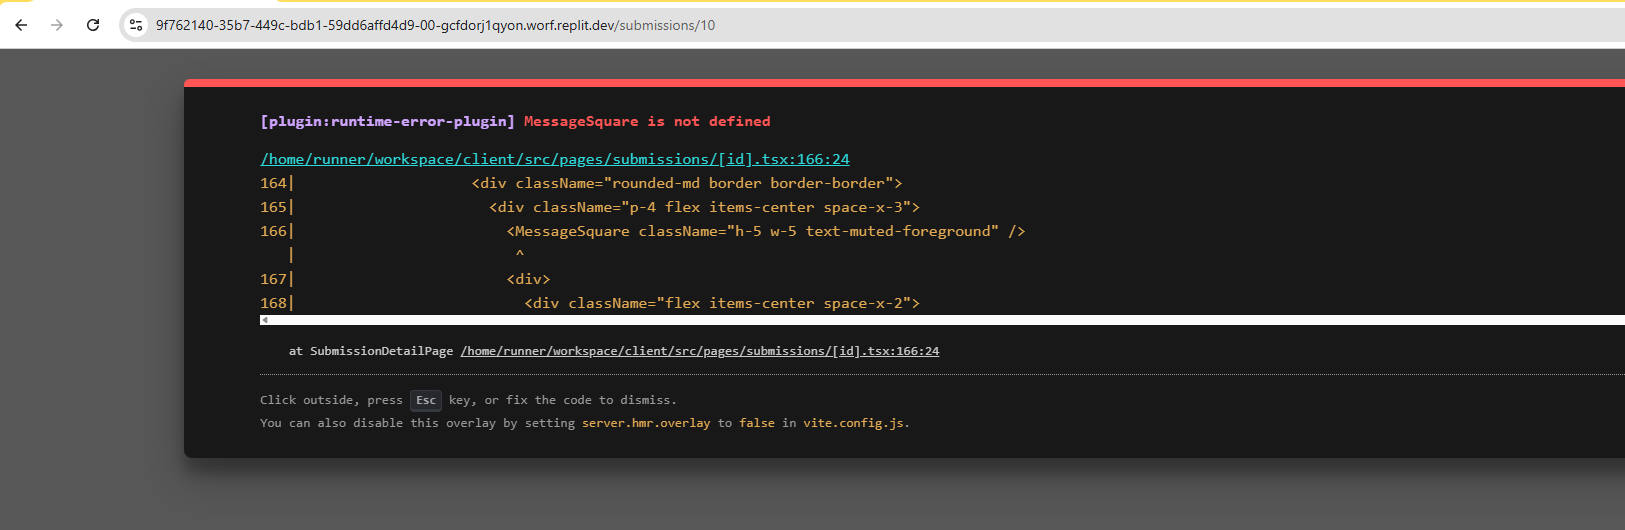 9f762140-35b7-449c-bdb1-59dd6affd4d9-00-gcfdorj1qyon.worf.replit.dev/submissions/10
[plugin:runtime-error-plugin] MessageSquare is not defined
/home/runner/workspace/client/src/pages/submissions/[id].tsx:166:24
164|                    <div className="rounded-md border border-border">
165|                      <div className="p-4 flex items-center space-x-3">
166|                        <MessageSquare className="h-5 w-5 text-muted-foreground" />
   |                         ^
167|                        <div>
168|                          <div className="flex items-center space-x-2">
at SubmissionDetailPage /home/runner/workspace/client/src/pages/submissions/[id].tsx:166:24
Click outside, press Esc key, or fix the code to dismiss.
You can also disable this overlay by setting server.hmr.overlay to false in vite.config.js.